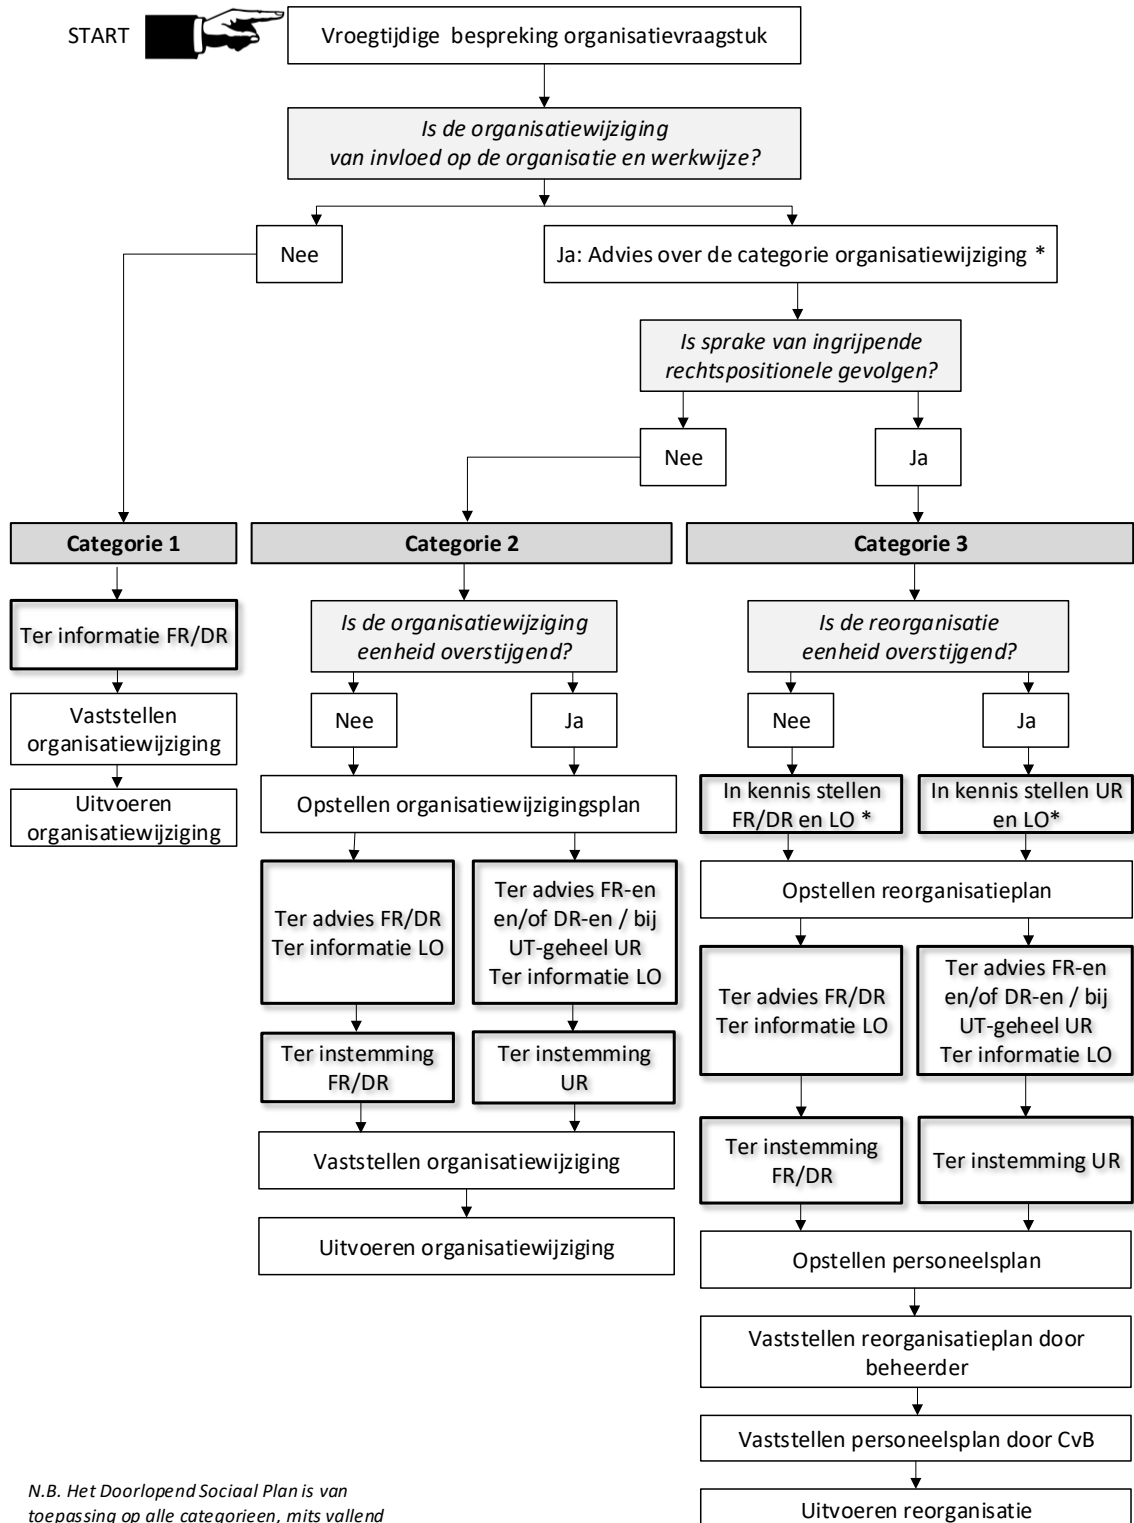 START
Vroegtijdige bespreking organisatievraagstuk
Is de organisatiewijziging
van invloed op de organisatie en werkwijze?
Nee
Ja: Advies over de categorie organisatiewijziging *
Is sprake van ingrijpende
rechtspositionele gevolgen?
Nee
Ja
Categorie 1
Categorie 2
Categorie 3
Ter informatie FR/DR
Vaststellen
organisatiewijziging
Uitvoeren
organisatiewijziging
Is de organisatiewijziging
eenheid overstijgend?
Nee
Ja
Opstellen organisatiewijzigingsplan
Ter advies FR/DR
Ter informatie LO
Ter advies FR-en
en/of DR-en / bij
UT-geheel UR
Ter informatie LO
Ter instemming
FR/DR
Ter instemming
UR
Vaststellen organisatiewijziging
Uitvoeren organisatiewijziging
Is de reorganisatie
eenheid overstijgend?
Nee
Ja
In kennis stellen
FR/DR en LO *
In kennis stellen UR
en LO*
Opstellen reorganisatieplan
Ter advies FR/DR
Ter informatie LO
Ter advies FR-en
en/of DR-en / bij
UT-geheel UR
Ter informatie LO
Ter instemming
FR/DR
Ter instemming UR
Opstellen personeelsplan
Vaststellen reorganisatieplan door
beheerder
Vaststellen personeelsplan door CvB
Uitvoeren reorganisatie
N.B. Het Doorlopend Sociaal Plan is van
toepassing op alle categorieen, mits vallend